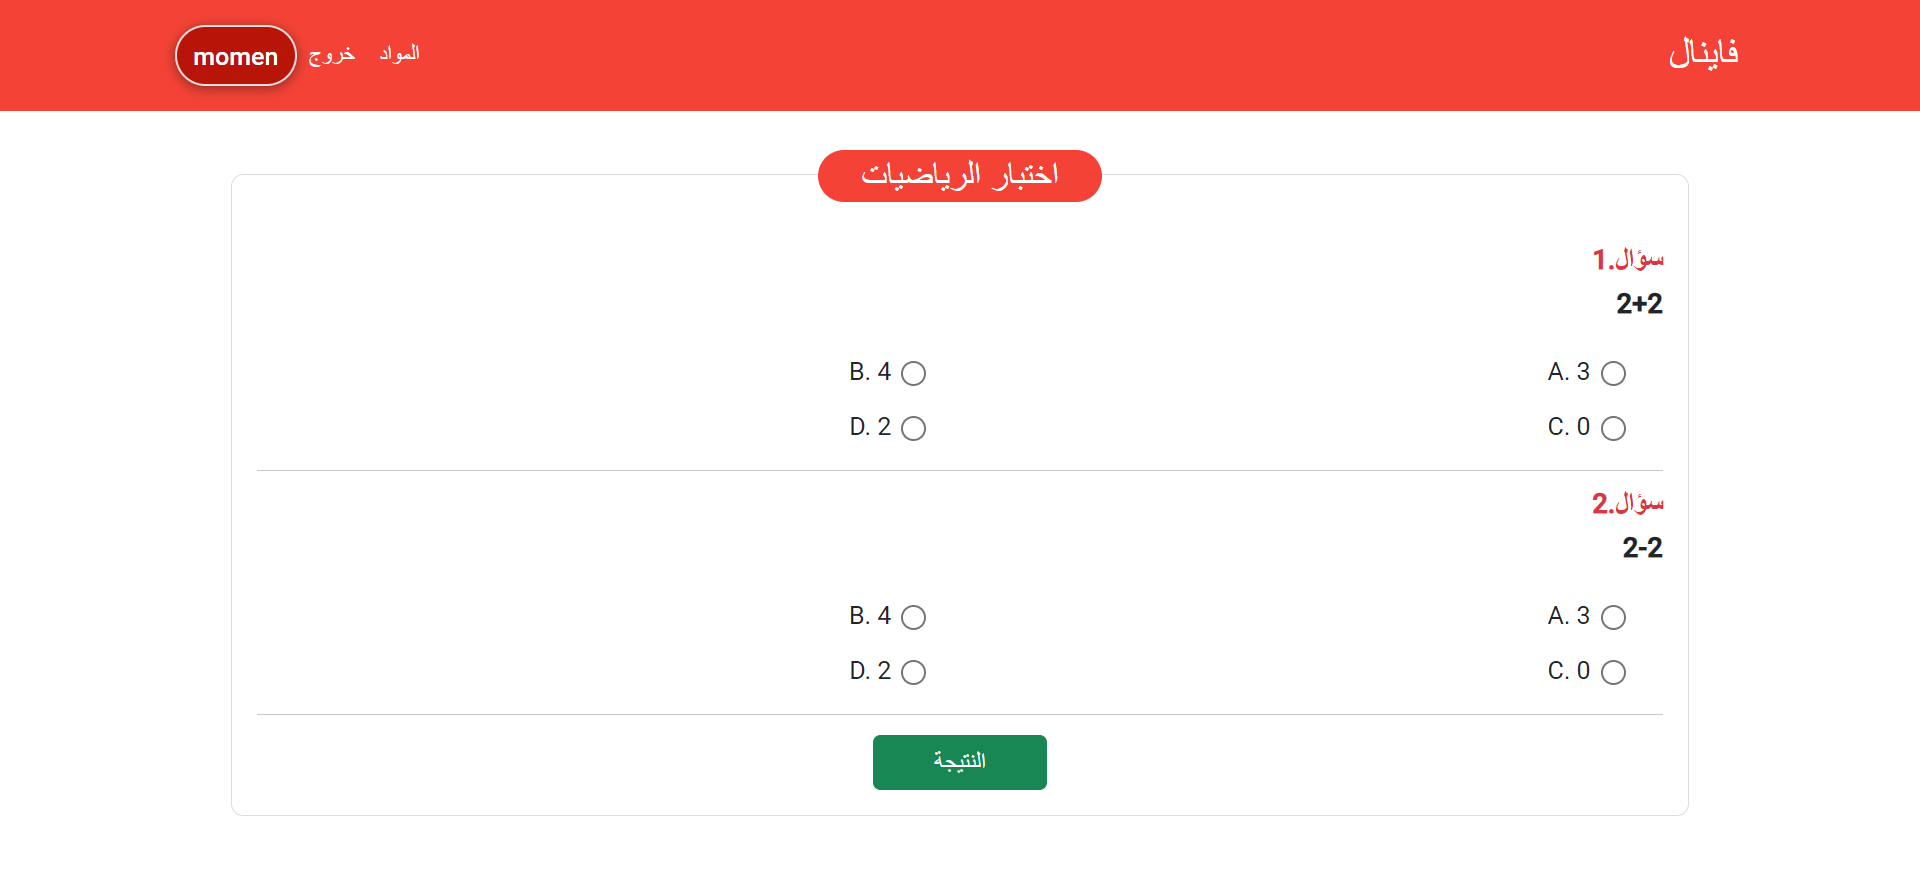 فاينال
المواد خروج momen
اختبار الرياضيات
سؤال.1
2+2
A. 3
B. 4
C. 0
D. 2
سؤال.2
2-2
A. 3
B. 4
C. 0
D. 2
النتيجة